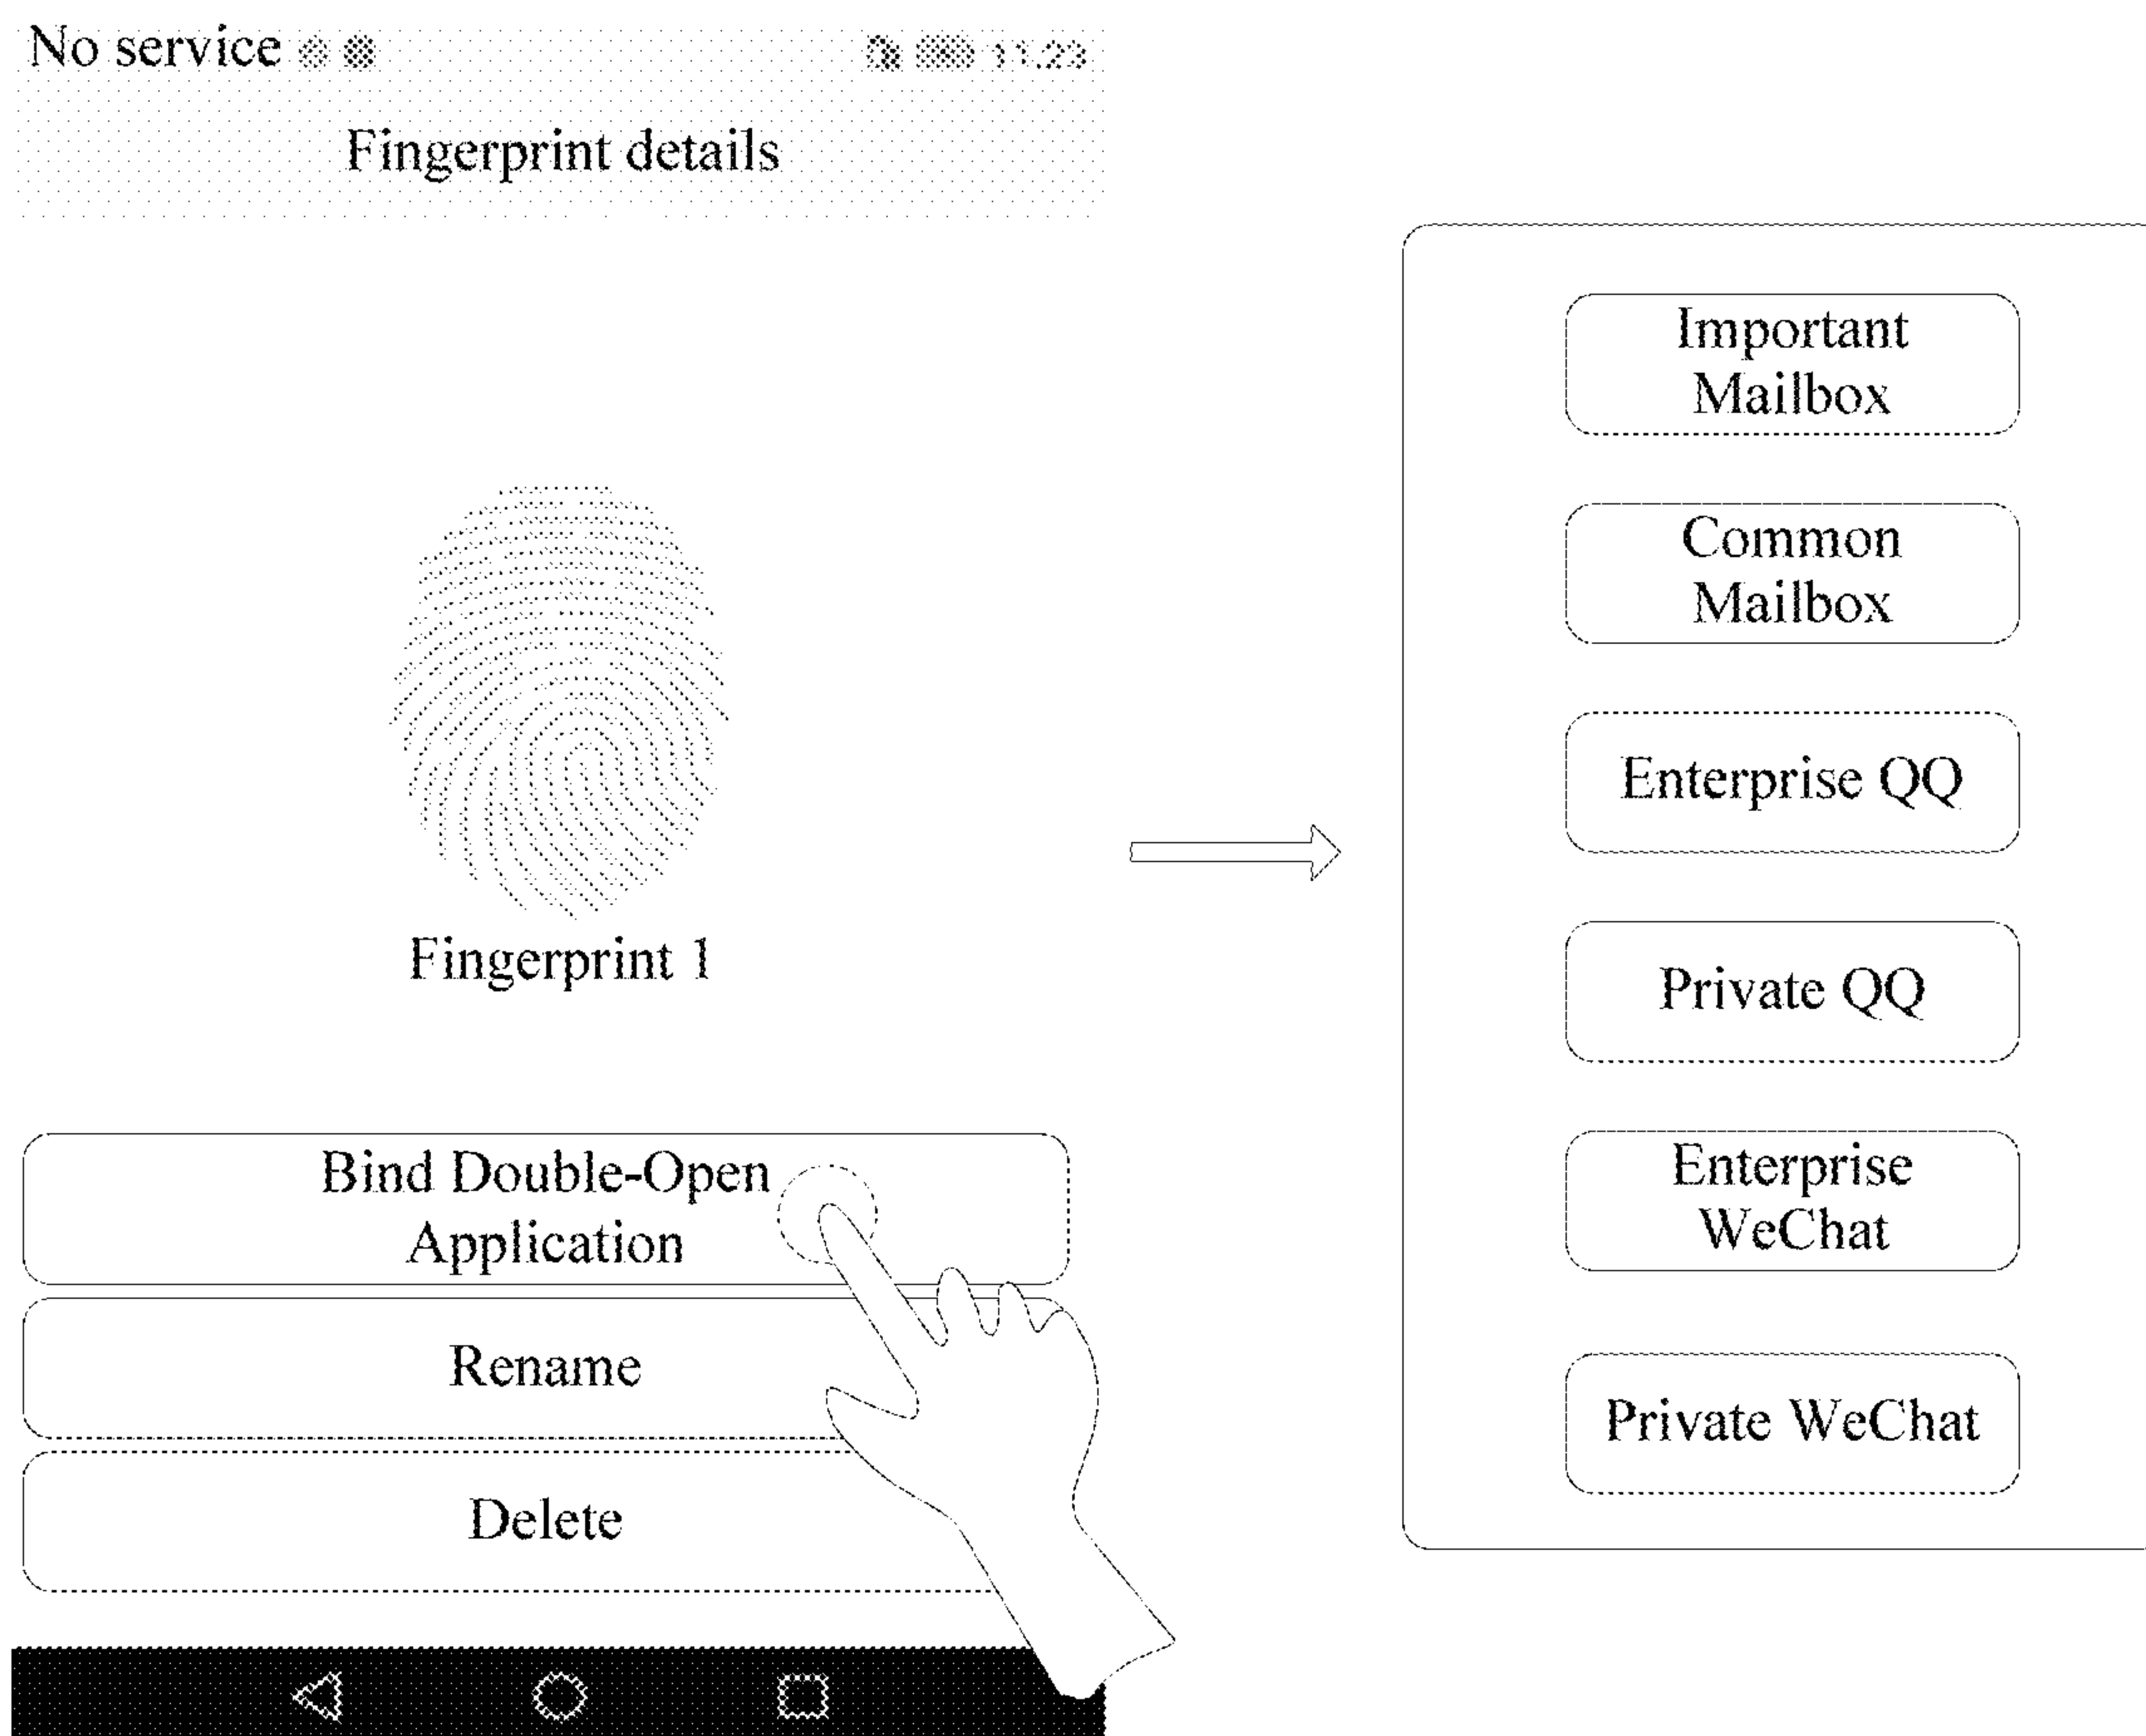 No service
11:23
Fingerprint details
Fingerprint 1
Bind Double-Open
Application
Rename
Delete
Important
Mailbox
Common
Mailbox
Enterprise QQ
Private QQ
Enterprise
WeChat
Private WeChat